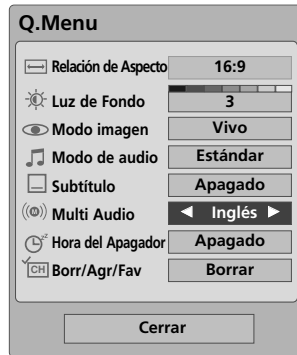 Q.Menu
Relación de Aspecto 16:9
Luz de Fondo 3
Modo imagen Vivo
Modo de audio Estándar
Subtítulo Apagado
Multi Audio ◀ Inglés ▶
Hora del Apagador Apagado
CH Borr/Agr/Fav Borrar
Cerrar